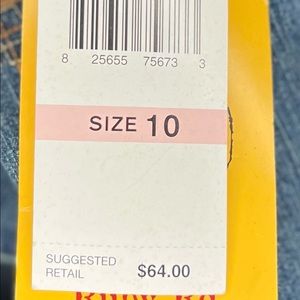 8 25655 75673 3
SIZE 10
SUGGESTED
RETAIL $64.00